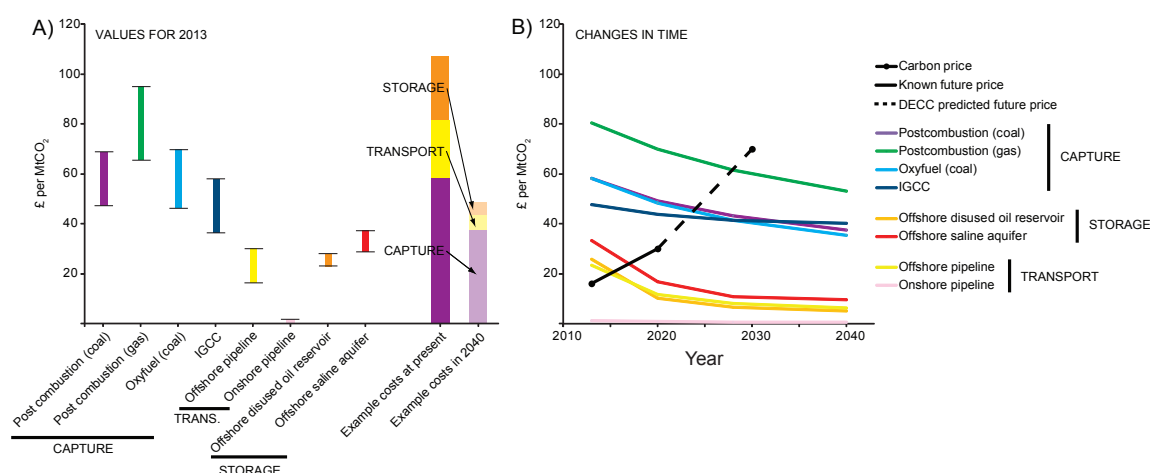 A)
VALUES FOR 2013
£ per MtCO2
120
100
80
60
40
20
STORAGE
TRANSPORT
CAPTURE
Post combustion (coal)
Post combustion (gas)
Oxyfuel (coal)
IGCC
Offshore pipeline
Onshore pipeline
Offshore disused oil reservoir
Offshore saline aquifer
Example costs at present
Example costs in 2040
CAPTURE
TRANS.
STORAGE
B)
CHANGES IN TIME
£ per MtCO2
120
100
80
60
40
20
2010
2020
2030
2040
Year
Carbon price
Known future price
DECC predicted future price
Postcombustion (coal)
Postcombustion (gas)
Oxyfuel (coal)
IGCC
CAPTURE
Offshore disused oil reservoir
Offshore saline aquifer
STORAGE
Offshore pipeline
Onshore pipeline
TRANSPORT